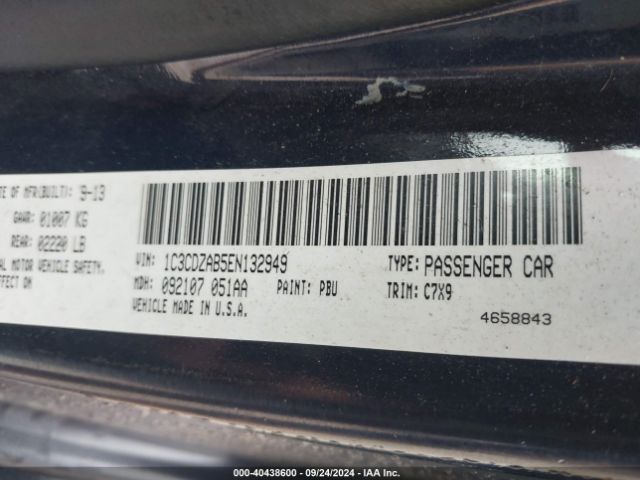 TE OF MFR(BUILT): 9-13
GAWR: 01007 KG
REAR: 02220 LB
AL MOTOR VEHICLE SAFETY.
EFFECT ON
VIN: 1C3CDZAB5EN132949
TYPE: PASSENGER CAR
MDH: 092107 051AA PAINT: PBU
TRIM: C7X9
VEHICLE MADE IN U.S.A.
4658843
000-40438600 - 09/24/2024 - IAA Inc.